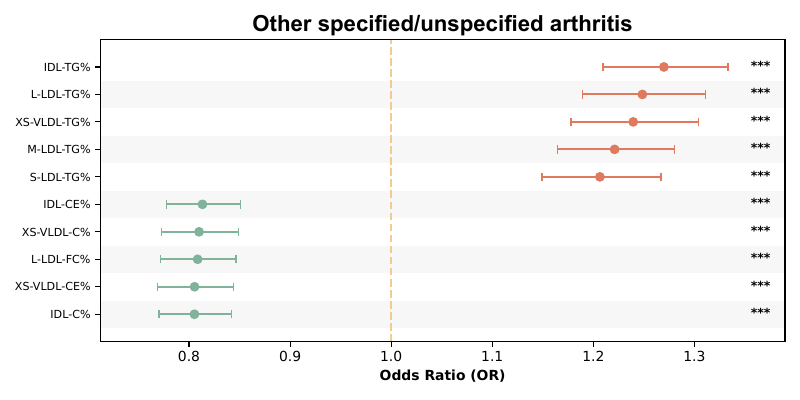 Other specified/unspecified arthritis
IDL-TG% ***
L-LDL-TG% ***
XS-VLDL-TG% ***
M-LDL-TG% ***
S-LDL-TG% ***
IDL-CE% ***
XS-VLDL-C% ***
L-LDL-FC% ***
XS-VLDL-CE% ***
IDL-C% ***
0.8 0.9 1.0 1.1 1.2 1.3
Odds Ratio (OR)